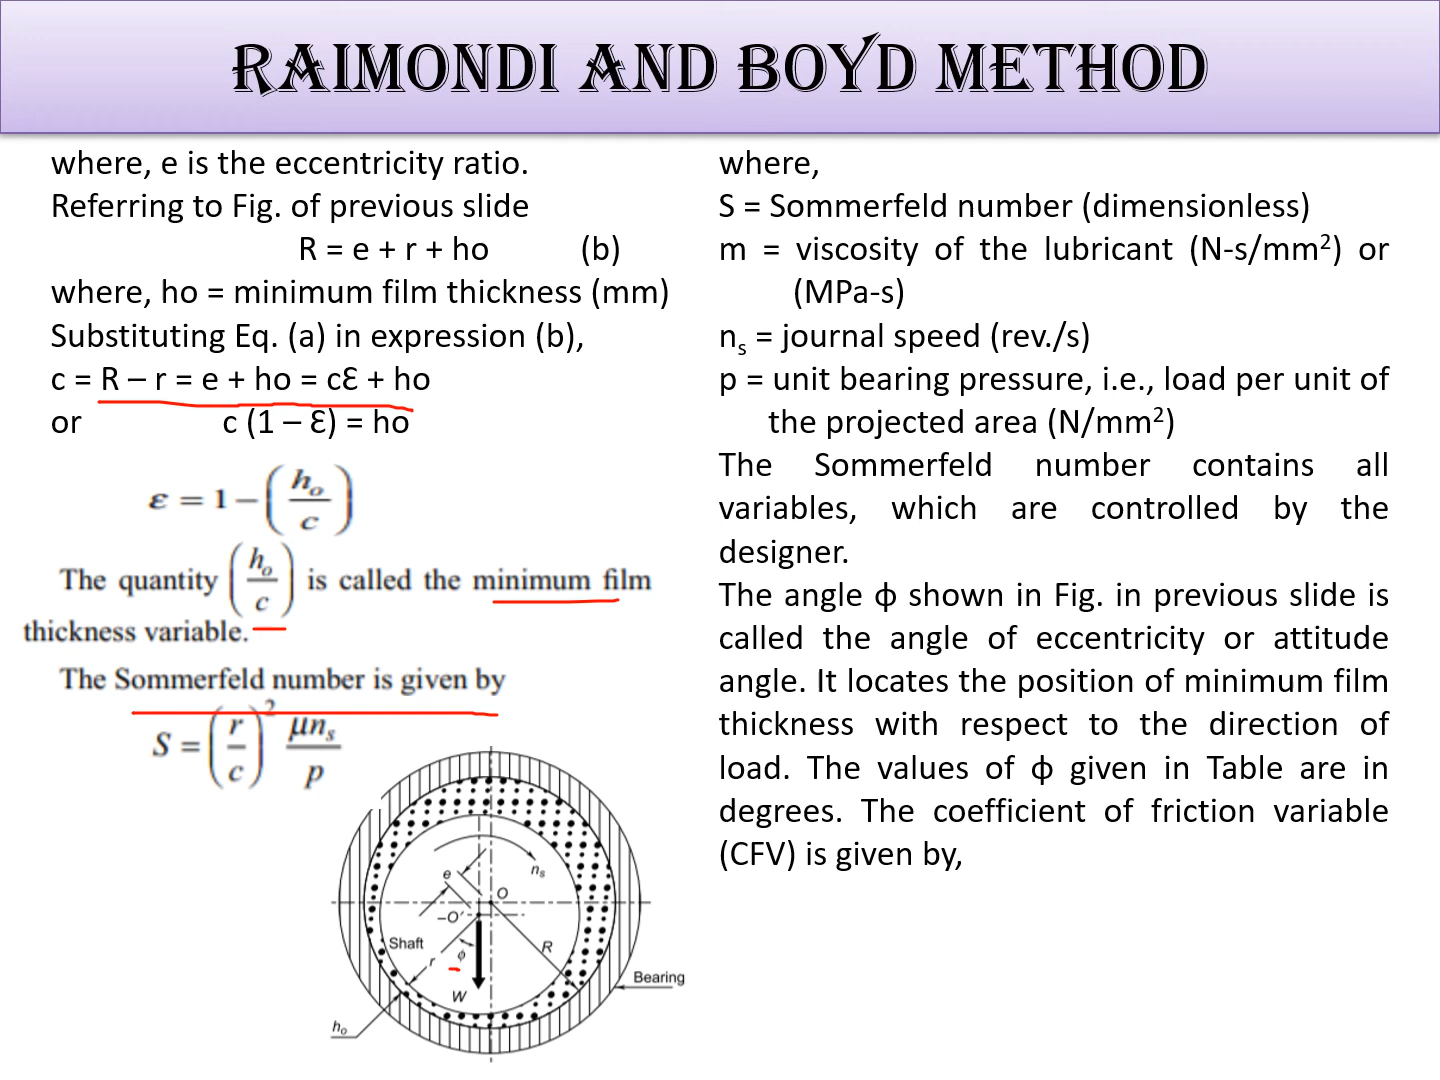 RAIMONDI AND BOYD METHOD
where, e is the eccentricity ratio.
Referring to Fig. of previous slide
R = e + r + ho (b)
where, ho = minimum film thickness (mm)
Substituting Eq. (a) in expression (b),
c = R – r = e + ho = cƐ + ho
or c (1 – Ɛ) = ho
ε = 1 – (h₀/c)
The quantity (h₀/c) is called the minimum film
thickness variable.
The Sommerfeld number is given by
S = (r/c)² μnₛ/p
e
nₛ
O
–O'
Shaft
r
ϕ
R
W
Bearing
h₀
where,
S = Sommerfeld number (dimensionless)
m = viscosity of the lubricant (N-s/mm²) or
(MPa-s)
nₛ = journal speed (rev./s)
p = unit bearing pressure, i.e., load per unit of
the projected area (N/mm²)
The Sommerfeld number contains all
variables, which are controlled by the
designer.
The angle ф shown in Fig. in previous slide is
called the angle of eccentricity or attitude
angle. It locates the position of minimum film
thickness with respect to the direction of
load. The values of ф given in Table are in
degrees. The coefficient of friction variable
(CFV) is given by,